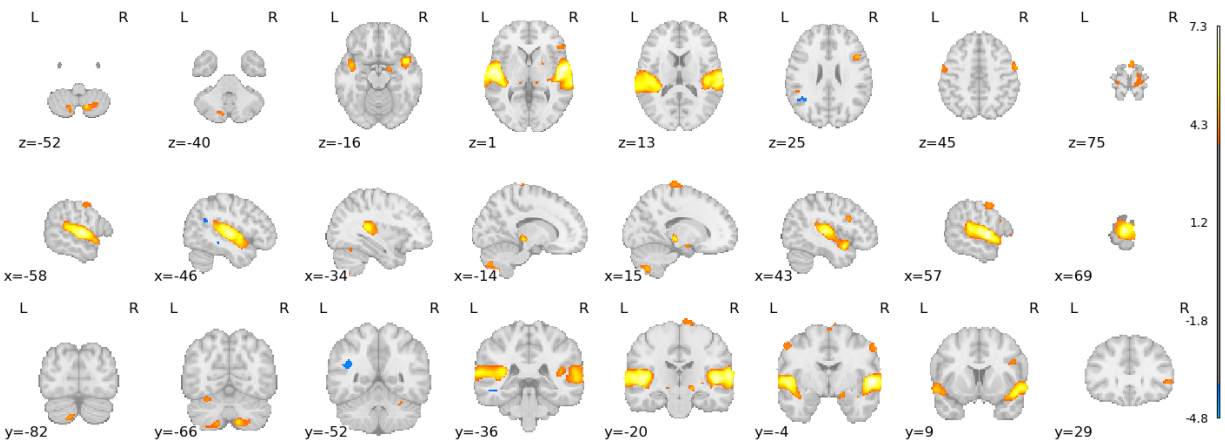 L R L R L R L R L R L R L R L R
7.3
4.3
z=-52 z=-40 z=-16 z=1 z=13 z=25 z=45 z=75
1.2
x=-58 x=-46 x=-34 x=-14 x=15 x=43 x=57 x=69
L R L R L R L R L R L R L R L R
-1.8
-4.8
y=-82 y=-66 y=-52 y=-36 y=-20 y=-4 y=9 y=29